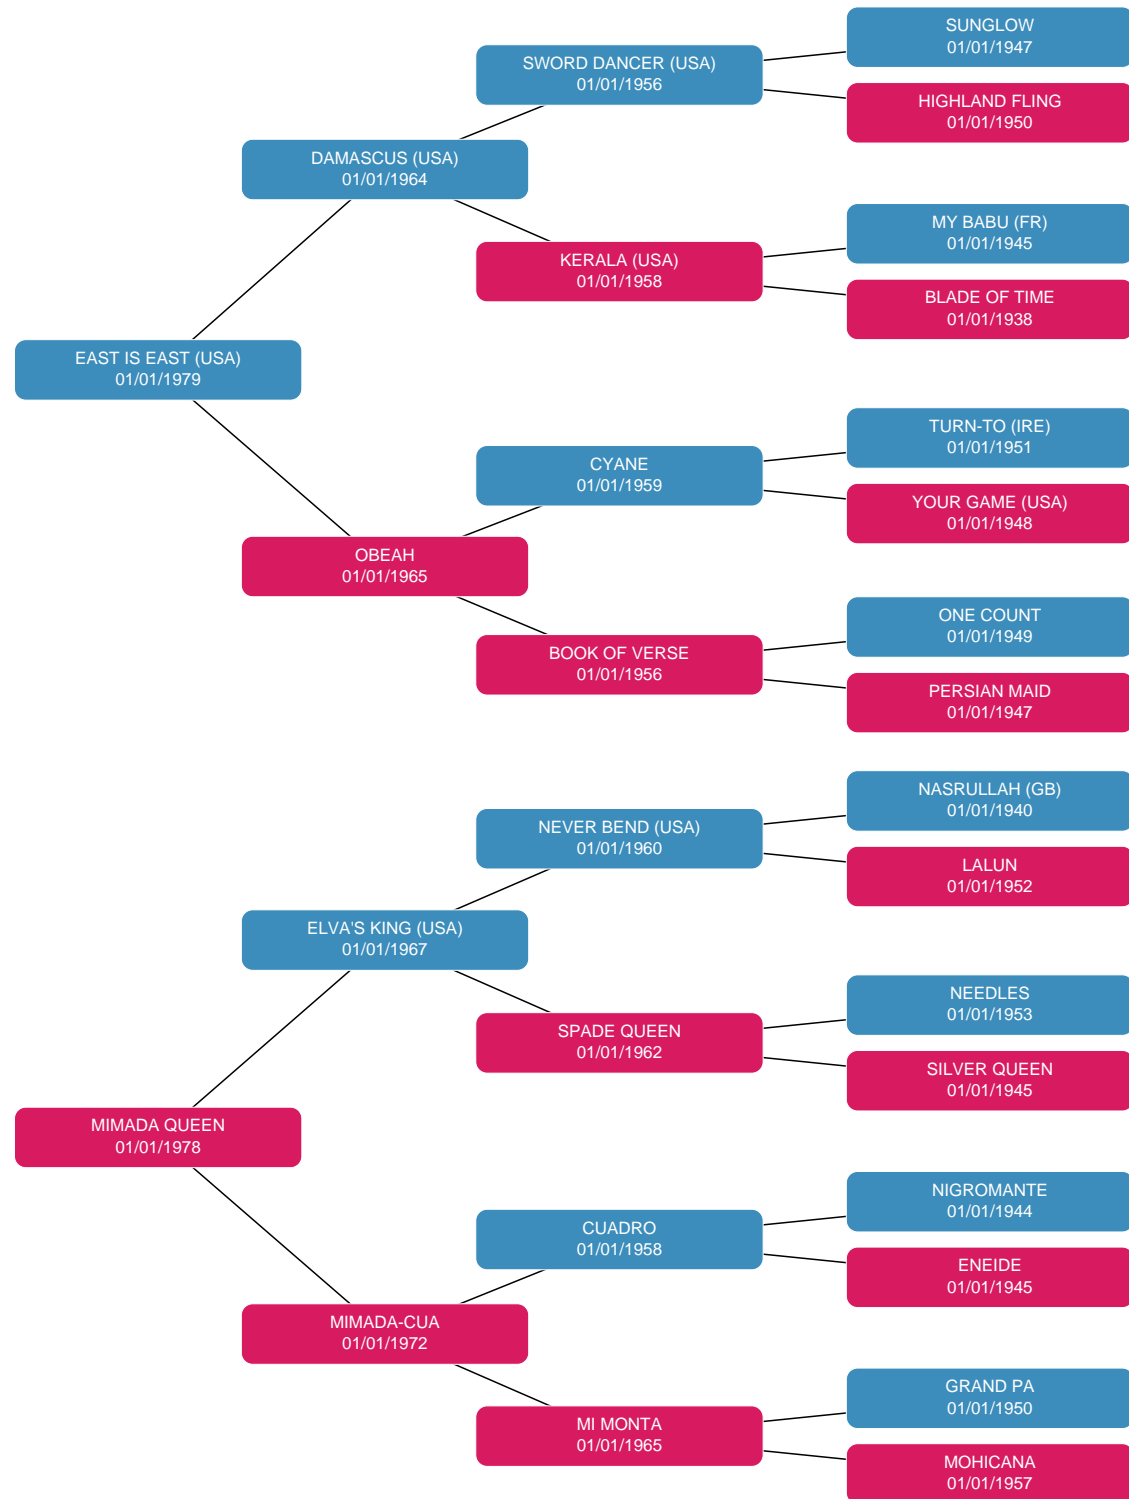 SUNGLOW
01/01/1947
SWORD DANCER (USA)
01/01/1956
HIGHLAND FLING
01/01/1950
DAMASCUS (USA)
01/01/1964
MY BABU (FR)
01/01/1945
KERALA (USA)
01/01/1958
BLADE OF TIME
01/01/1938
EAST IS EAST (USA)
01/01/1979
TURN-TO (IRE)
01/01/1951
CYANE
01/01/1959
YOUR GAME (USA)
01/01/1948
OBEAH
01/01/1965
ONE COUNT
01/01/1949
BOOK OF VERSE
01/01/1956
PERSIAN MAID
01/01/1947
NASRULLAH (GB)
01/01/1940
NEVER BEND (USA)
01/01/1960
LALUN
01/01/1952
ELVA'S KING (USA)
01/01/1967
NEEDLES
01/01/1953
SPADE QUEEN
01/01/1962
SILVER QUEEN
01/01/1945
MIMADA QUEEN
01/01/1978
NIGROMANTE
01/01/1944
CUADRO
01/01/1958
ENEIDE
01/01/1945
MIMADA-CUA
01/01/1972
GRAND PA
01/01/1950
MI MONTA
01/01/1965
MOHICANA
01/01/1957